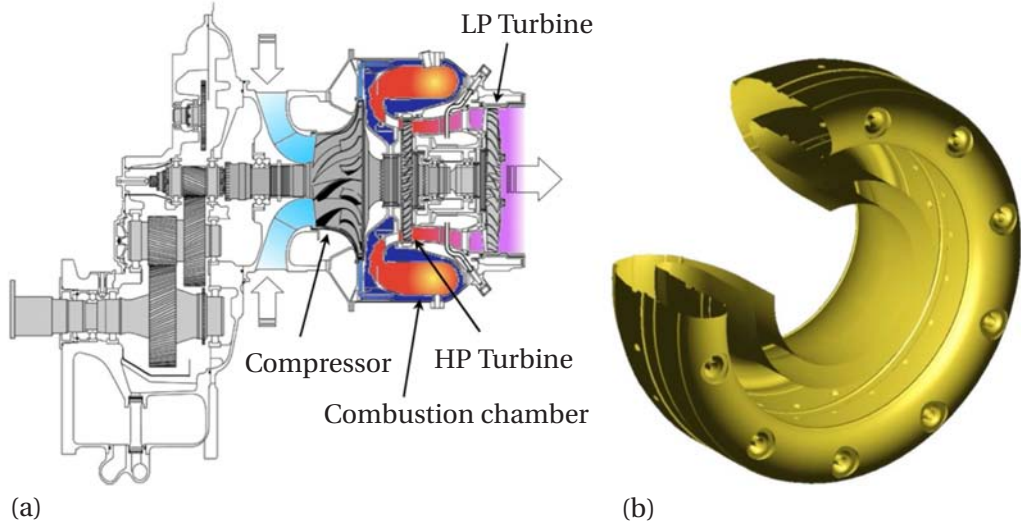 LP Turbine
Compressor
HP Turbine
Combustion chamber
(a)
(b)